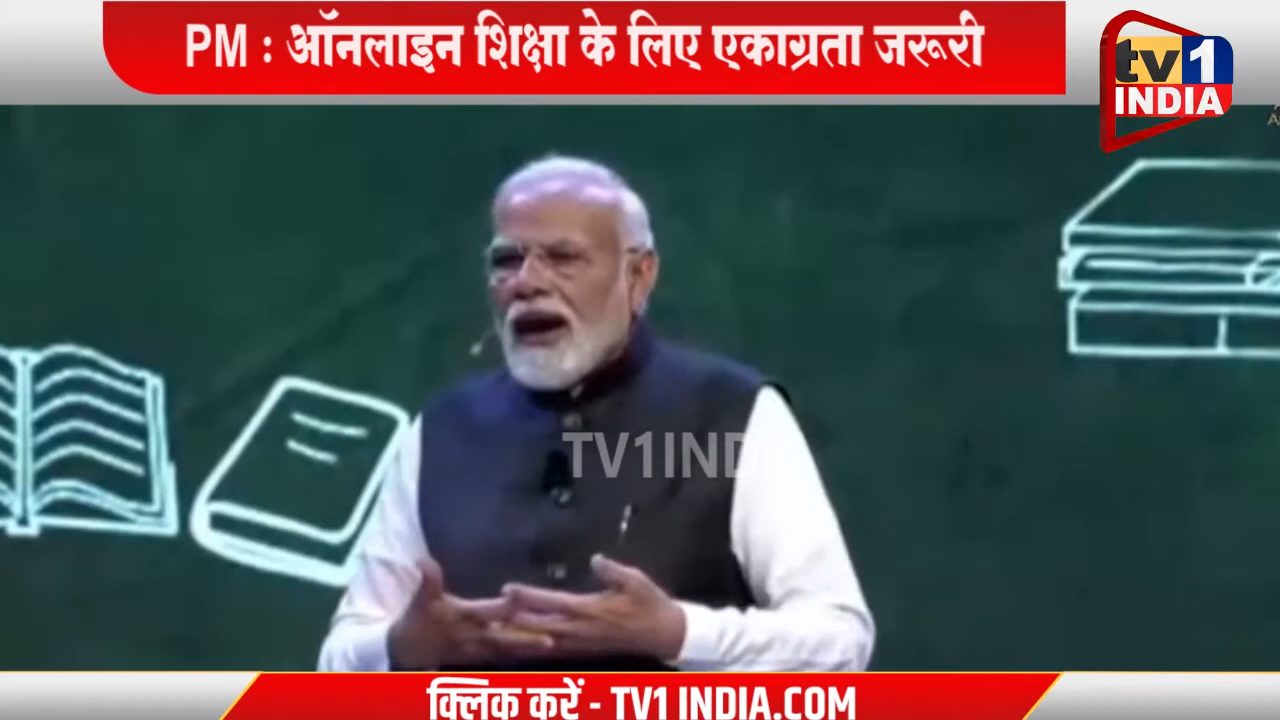 PM : ऑनलाइन शिक्षा के लिए एकाग्रता जरूरी
tv1
INDIA
TV1IND
क्लिक करें - TV1 INDIA.COM